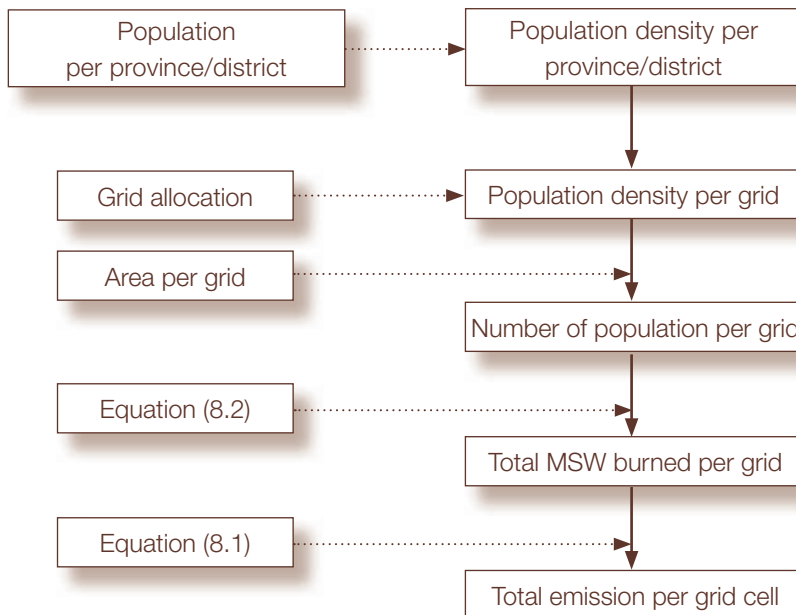 Population
per province/district
Population density per
province/district
Grid allocation
Population density per grid
Area per grid
Number of population per grid
Equation (8.2)
Total MSW burned per grid
Equation (8.1)
Total emission per grid cell